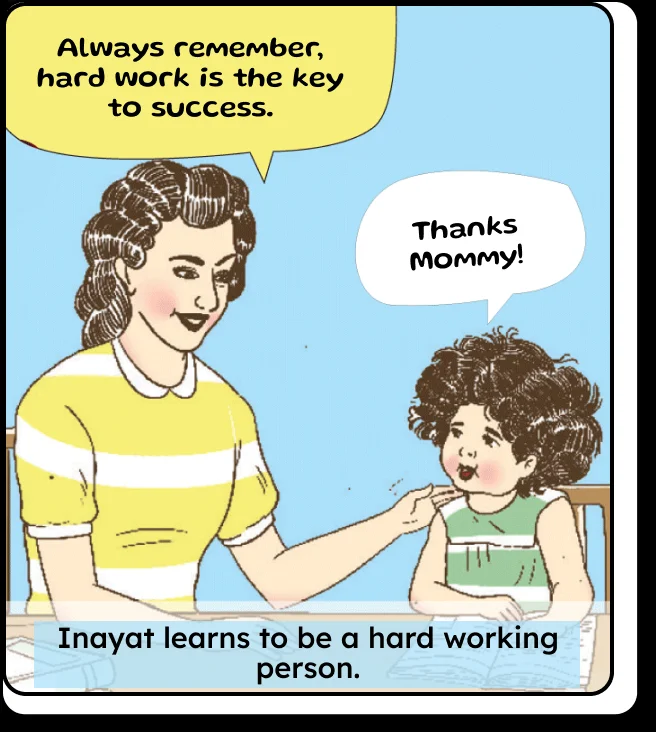 Always remember,
hard work is the key
to success.
Thanks
Mommy!
Inayat learns to be a hard working
person.